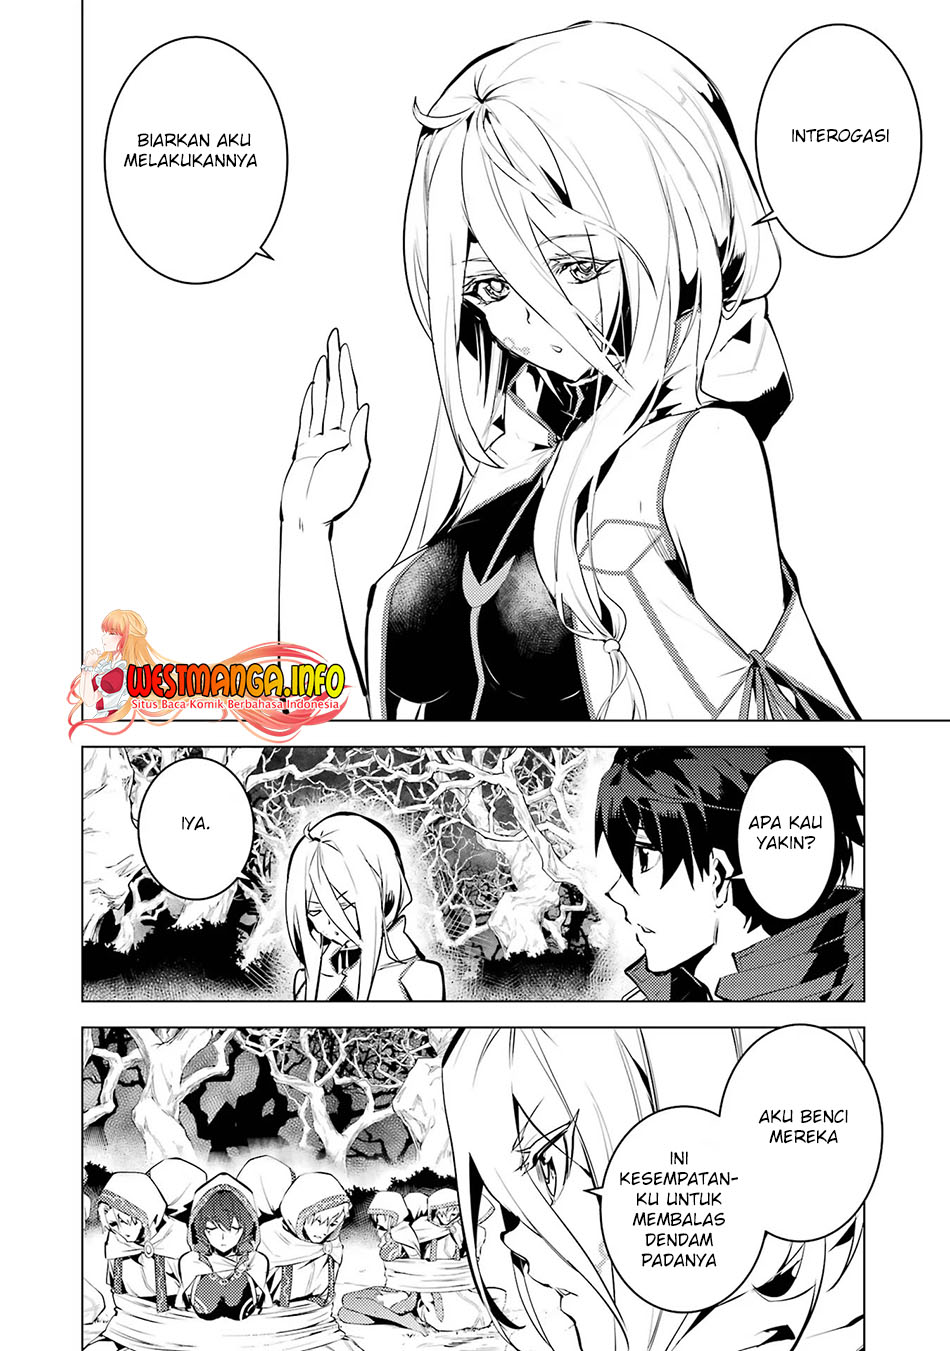 INTEROGASI
BIARKAN AKU
MELAKUKANNYA
WESTMANGA.INFO
Situs Baca Komik Berbahasa Indonesia
APA KAU
YAKIN?
IYA.
AKU BENCI
MEREKA
INI
KESEMPATAN-
KU UNTUK
MEMBALAS
DENDAM
PADANYA